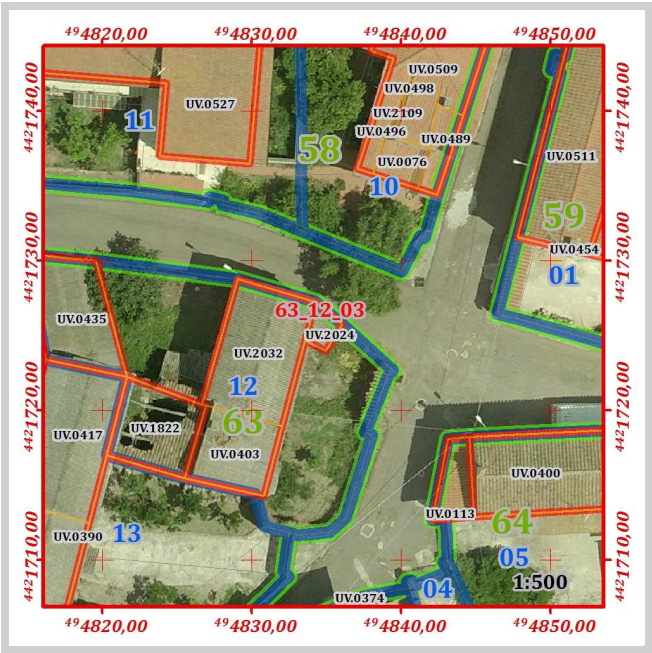 ⁴⁹4820,00 ⁴⁹4830,00 ⁴⁹4840,00 ⁴⁹4850,00
⁴⁴²1740,00
⁴⁴²1740,00
UV.0509
UV.0498
UV.0527
UV.2109
11
UV.0496
UV.0489
58
UV.0076
UV.0511
10
59
UV.0454
⁴⁴²1730,00
⁴⁴²1730,00
01
63_12_03
UV.0435
UV.2024
UV.2032
12
⁴⁴²1720,00
⁴⁴²1720,00
63
UV.0417
UV.1822
UV.0403
UV.0400
UV.0113
64
UV.0390
13
05
⁴⁴²1710,00
⁴⁴²1710,00
1:500
04
UV.0374
⁴⁹4820,00 ⁴⁹4830,00 ⁴⁹4840,00 ⁴⁹4850,00